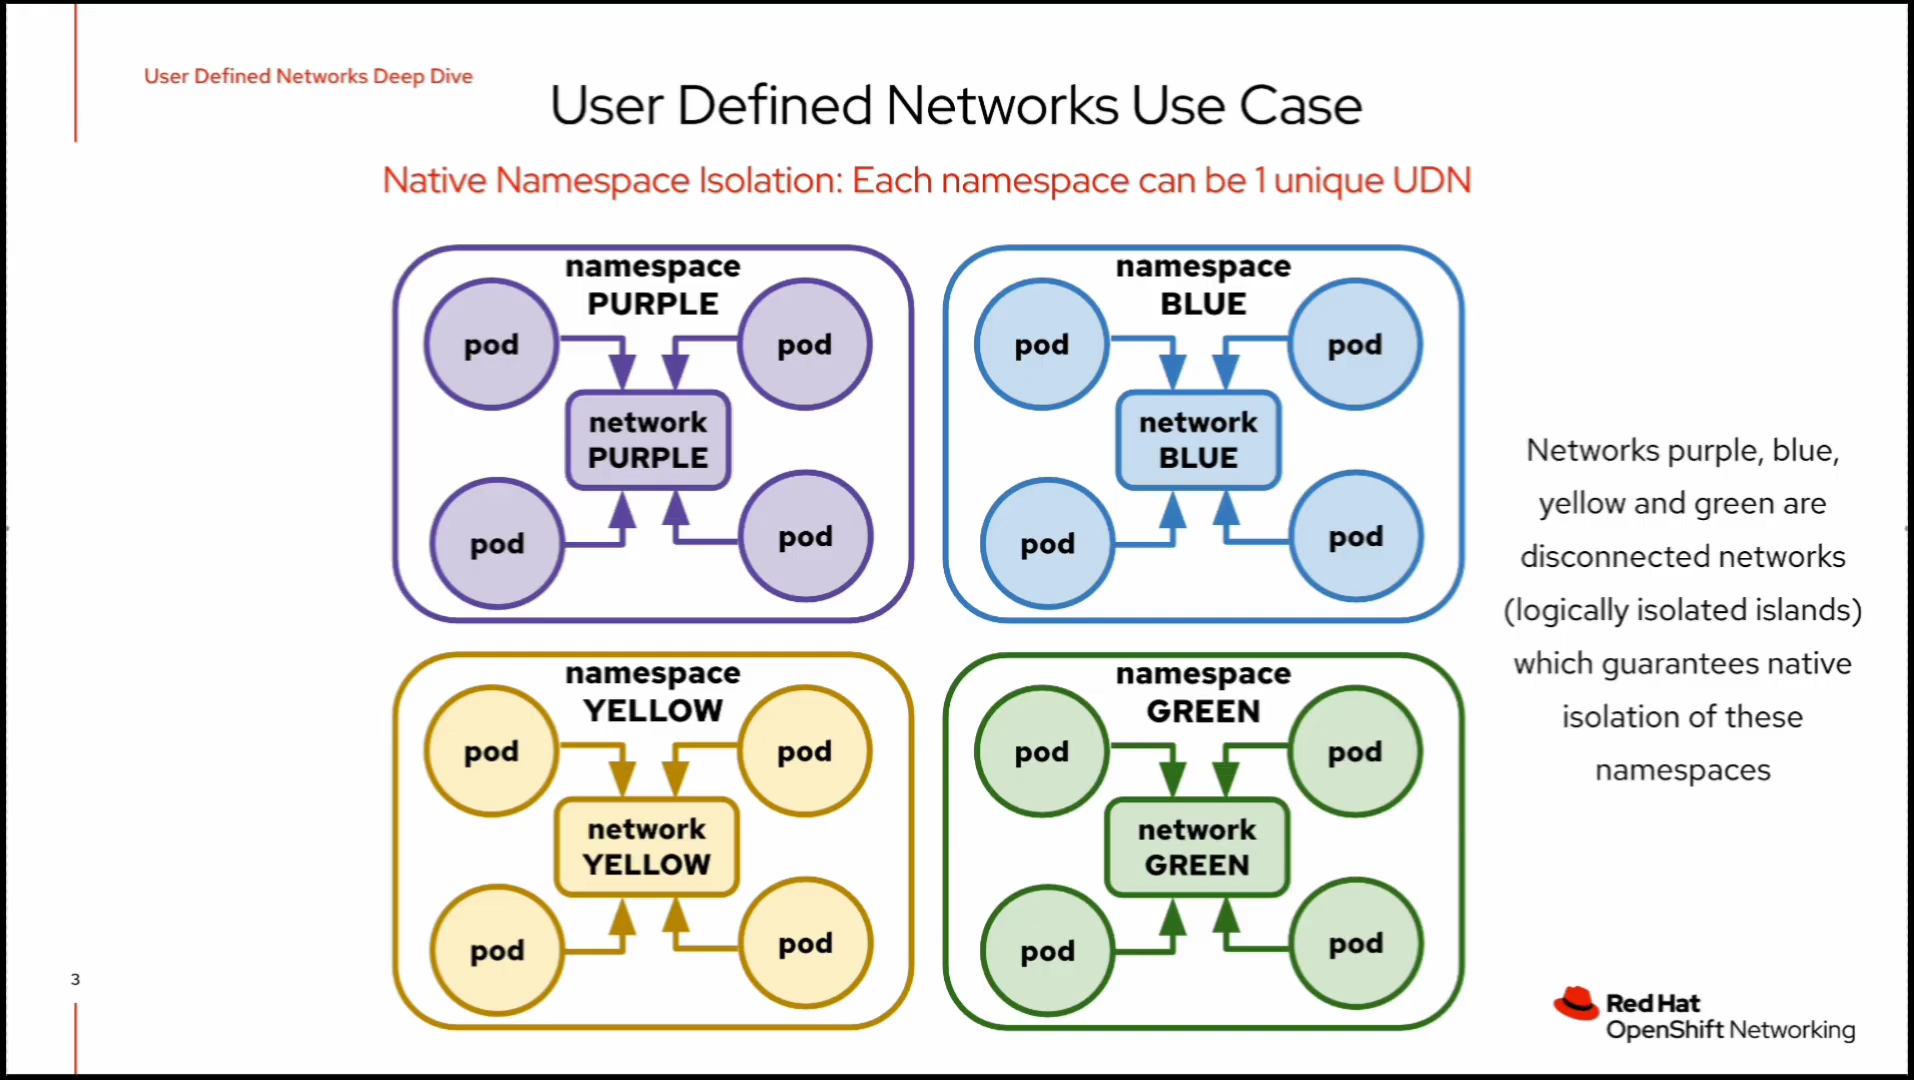 User Defined Networks Deep Dive
User Defined Networks Use Case
Native Namespace Isolation: Each namespace can be 1 unique UDN
namespace
PURPLE
pod
pod
network
PURPLE
pod
pod
namespace
BLUE
pod
pod
network
BLUE
pod
pod
namespace
YELLOW
pod
pod
network
YELLOW
pod
pod
namespace
GREEN
pod
pod
network
GREEN
pod
pod
Networks purple, blue,
yellow and green are
disconnected networks
(logically isolated islands)
which guarantees native
isolation of these
namespaces
3
Red Hat
OpenShift Networking